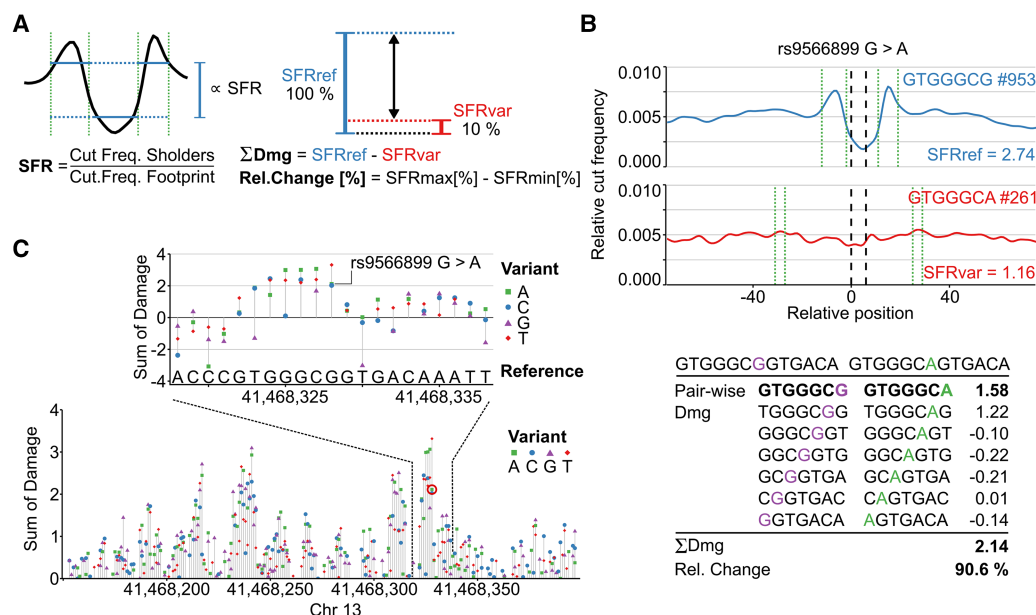 A
SFRref
100 %
∝ SFR
SFRvar
10 %
SFR = Cut Freq. Sholders
Cut.Freq. Footprint
ΣDmg = SFRref - SFRvar
Rel.Change [%] = SFRmax[%] - SFRmin[%]
B
rs9566899 G > A
0.010
0.005
0.000
GTGGGCG #953
SFRref = 2.74
Relative cut frequency
0.010
0.005
0.000
GTGGGCA #261
SFRvar = 1.16
-40 0 40
Relative position
GTGGGCGGTGACA GTGGGCAGTGACA
Pair-wise GTGGGCG GTGGGCA 1.58
Dmg TGGGCGG TGGGCAG 1.22
GGGCGGT GGGCAGT -0.10
GGCGGTG GGCAGTG -0.22
GCGGTGA GCAGTGA -0.21
CGGTGAC CAGTGAC 0.01
GGTGACA AGTGACA -0.14
ΣDmg 2.14
Rel. Change 90.6 %
C
rs9566899 G > A
Sum of Damage
4
2
0
-2
-4
Variant
A
C
G
T
Reference
ACCCGTGGGCGGTGACAAATT
41,468,325 41,468,335
Sum of Damage
4
3
2
1
0
Variant
A C G T
41,468,200 41,468,250 41,468,300 41,468,350
Chr 13